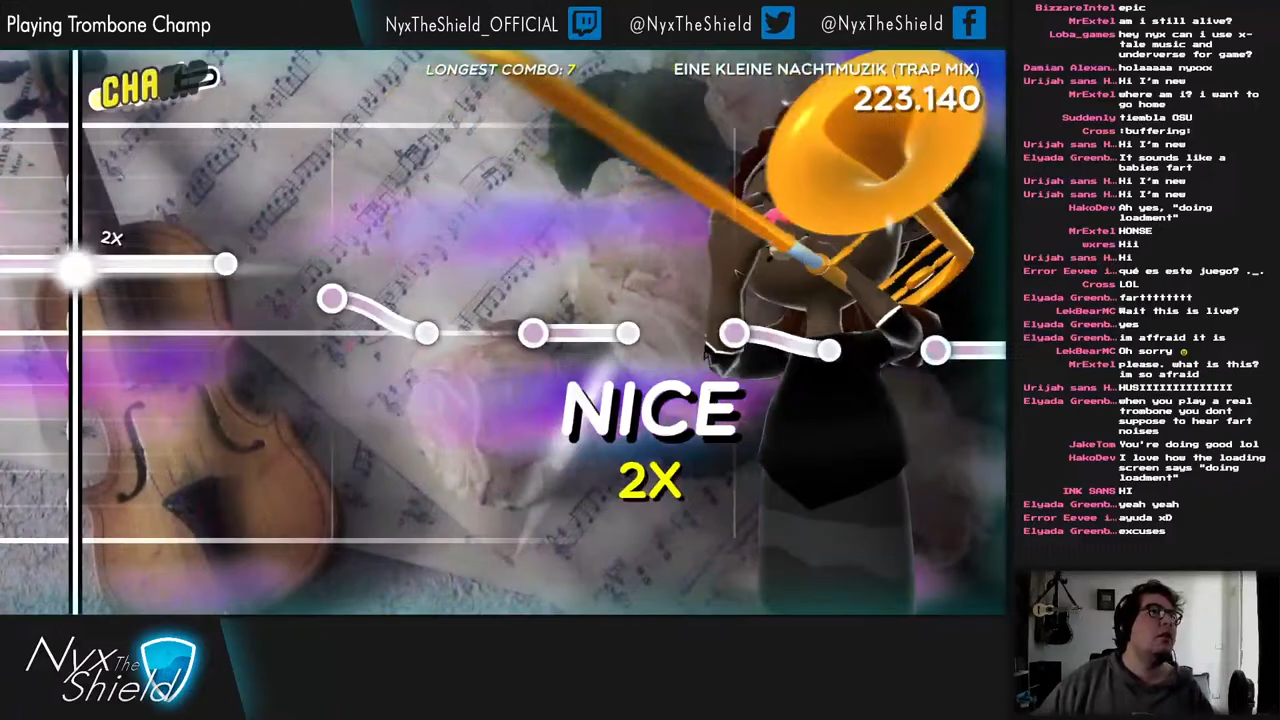 Playing Trombone Champ
NyxTheShield_OFFICIAL
@NyxTheShield
@NyxTheShield
CHA
LONGEST COMBO: 7
EINE KLEINE NACHTMUZIK (TRAP MIX)
223.140
2X
NICE
2X
Nyx The
Shield
BizzareIntel epic
MrExtel am i still alive?
Loba_games hey nyx can i use x-
tale music and
underverse for game?
Damian Alexan… holaaaaa nyxxx
Urijah sans H… Hi I'm new
MrExtel where am i? i want to
go home
Suddenly tiembla OSU
Cross :buffering:
Urijah sans H… Hi I'm new
Elyada Greenb… It sounds like a
babies fart
Urijah sans H… Hi I'm new
Urijah sans H… Hi I'm new
HakoDev Ah yes, "doing
loadment"
MrExtel HONSE
wxres Hii
Urijah sans H… Hi
Error Eevee i… qué es este juego? ._.
Cross LOL
Elyada Greenb… farttttttttt
LekBearMC Wait this is live?
Elyada Greenb… yes
Elyada Greenb… im affraid it is
LekBearMC Oh sorry
MrExtel please, what is this?
im so afraid
Urijah sans H… HUSIIIIIIIIIIIIII
Elyada Greenb… when you play a real
trombone you dont
suppose to hear fart
noises
JakeTom You're doing good lol
HakoDev I love how the loading
screen says "doing
loadment"
INK SANS HI
Elyada Greenb… yeah yeah
Error Eevee i… ayuda xD
Elyada Greenb… excuses